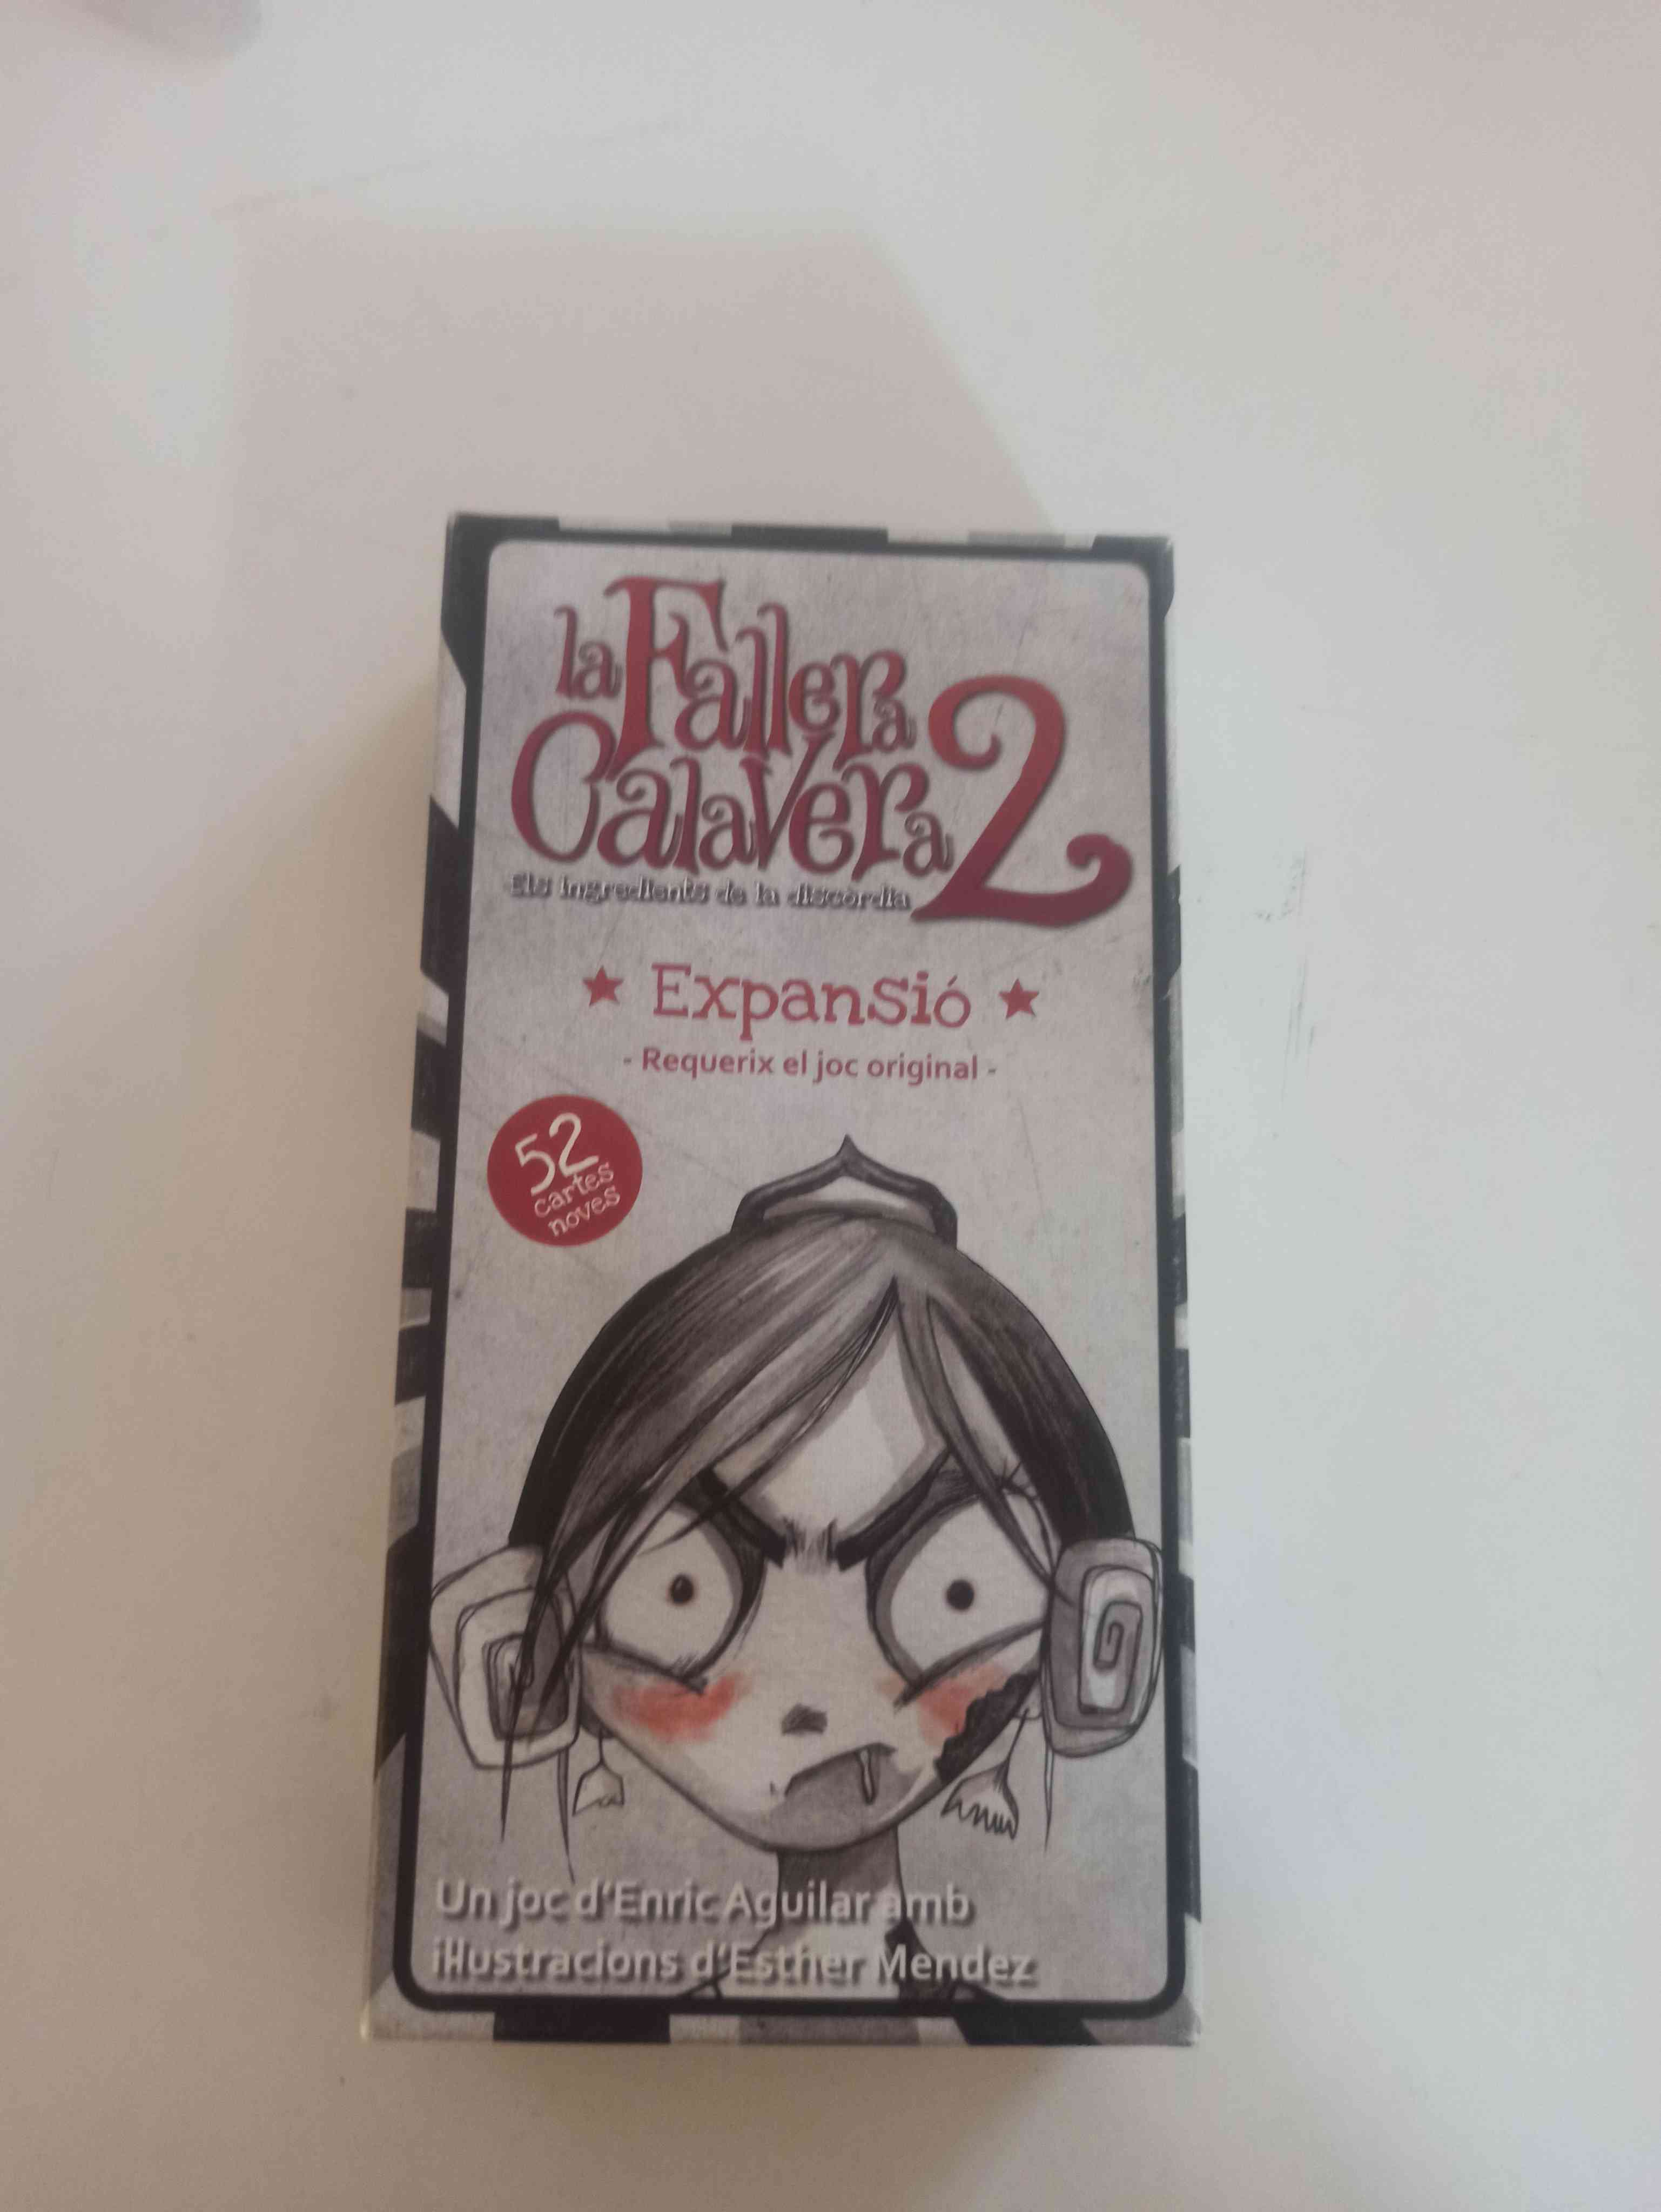 la Fallera
Calavera 2
Els ingredients de la discòrdia
★ Expansió ★
- Requerix el joc original -
52
cartes
noves
Un joc d'Enric Aguilar amb
il·lustracions d'Esther Mendez